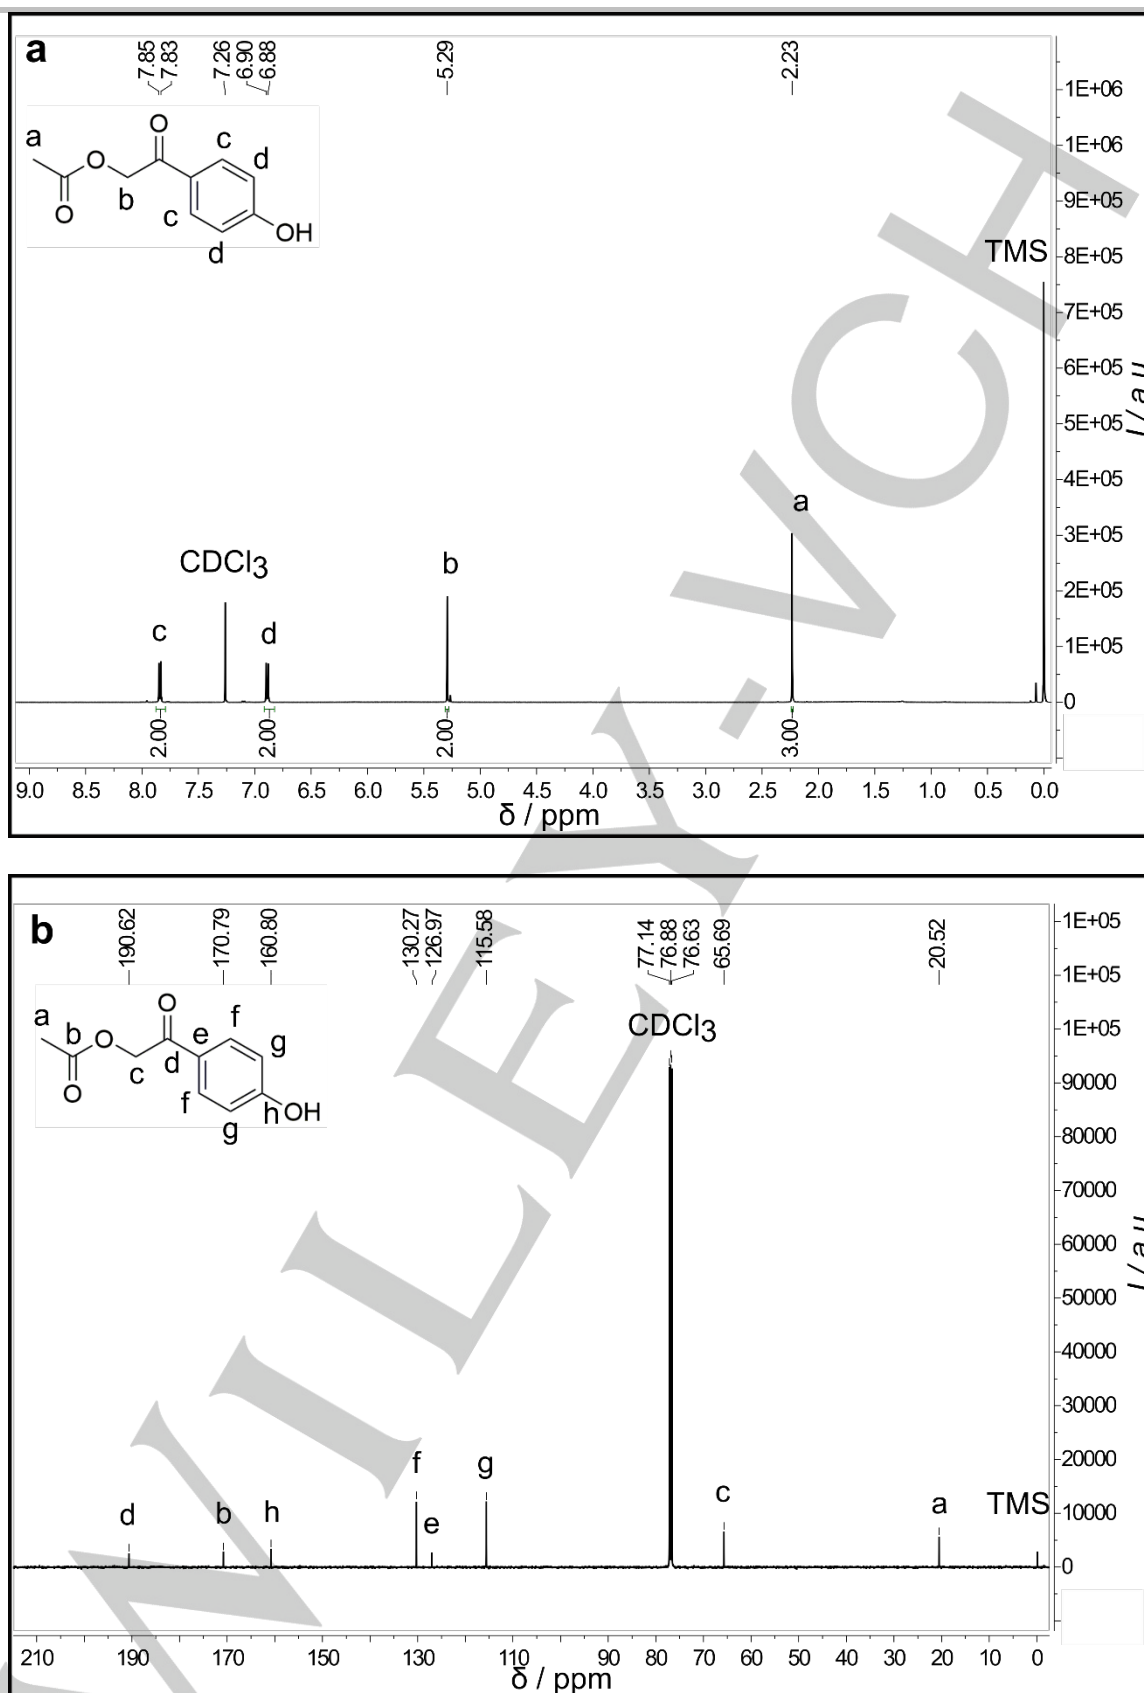 a
7.85
7.83
7.26
6.90
6.88
5.29
2.23
a
O
O
O
b
c
c
d
d
OH
1E+06
1E+06
9E+05
8E+05
7E+05
6E+05
5E+05
4E+05
3E+05
2E+05
1E+05
0
I / a.u
TMS
CDCl3
c
d
b
a
2.00
2.00
2.00
3.00
9.0 8.5 8.0 7.5 7.0 6.5 6.0 5.5 5.0 4.5 4.0 3.5 3.0 2.5 2.0 1.5 1.0 0.5 0.0
δ / ppm
b
190.62
170.79
160.80
130.27
126.97
115.58
77.14
76.88
76.63
65.69
20.52
a
b
O
O
O
c
d
e
f
f
g
g
h
OH
1E+05
1E+05
1E+05
90000
80000
70000
60000
50000
40000
30000
20000
10000
0
I / a.u
CDCl3
d
b
h
f
e
g
c
a
TMS
210 190 170 150 130 110 90 80 70 60 50 40 30 20 10 0
δ / ppm
WILEY-VCH